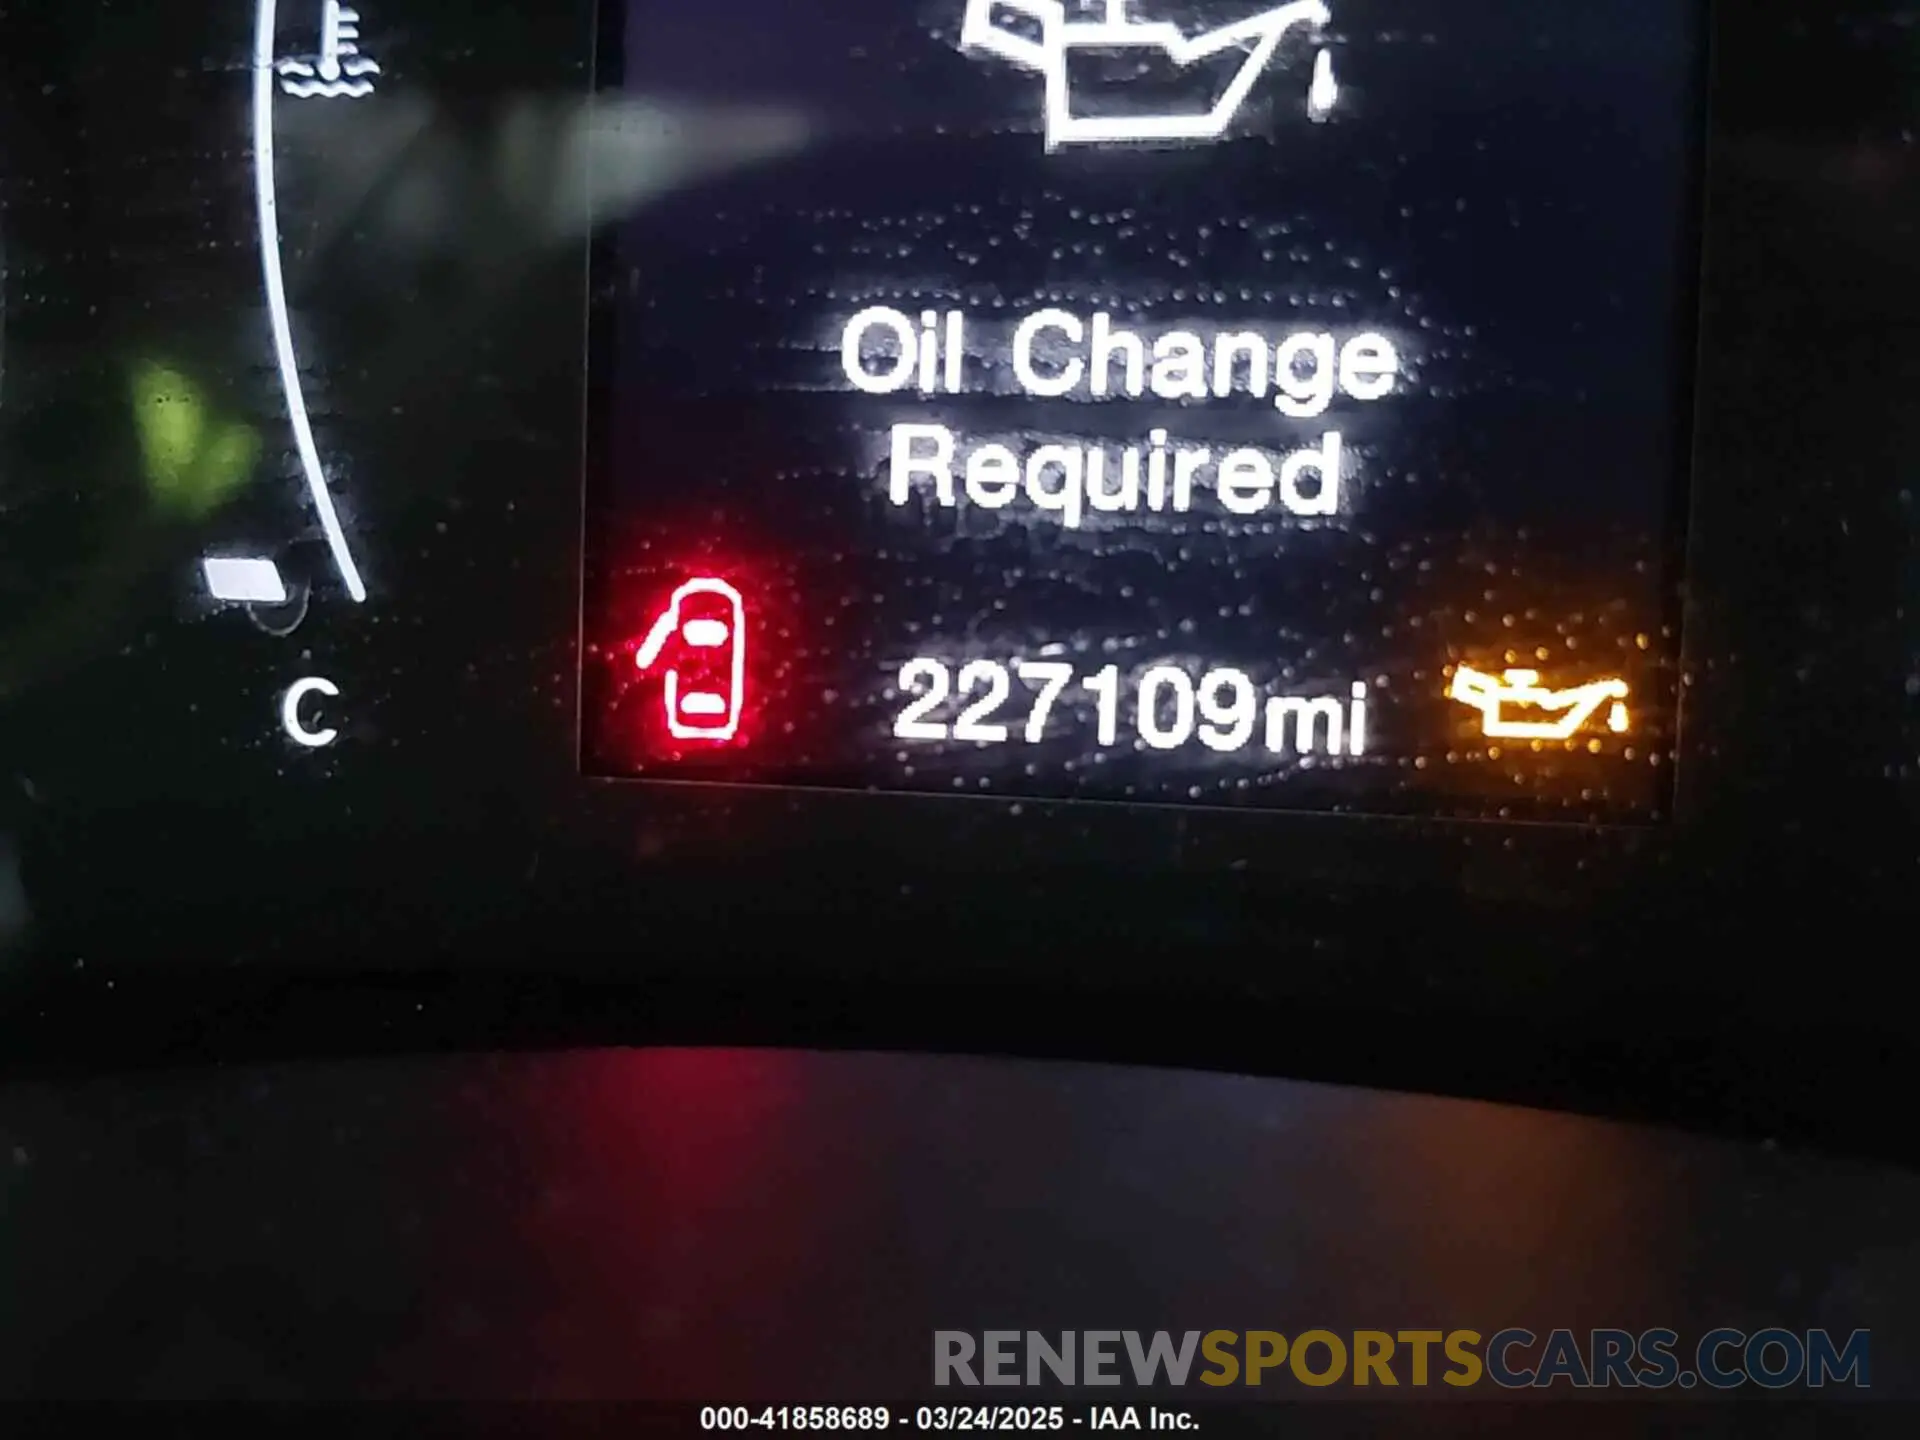 Oil Change
Required
C
227109mi
RENEWSPORTSCARS.COM
000-41858689 - 03/24/2025 - IAA Inc.